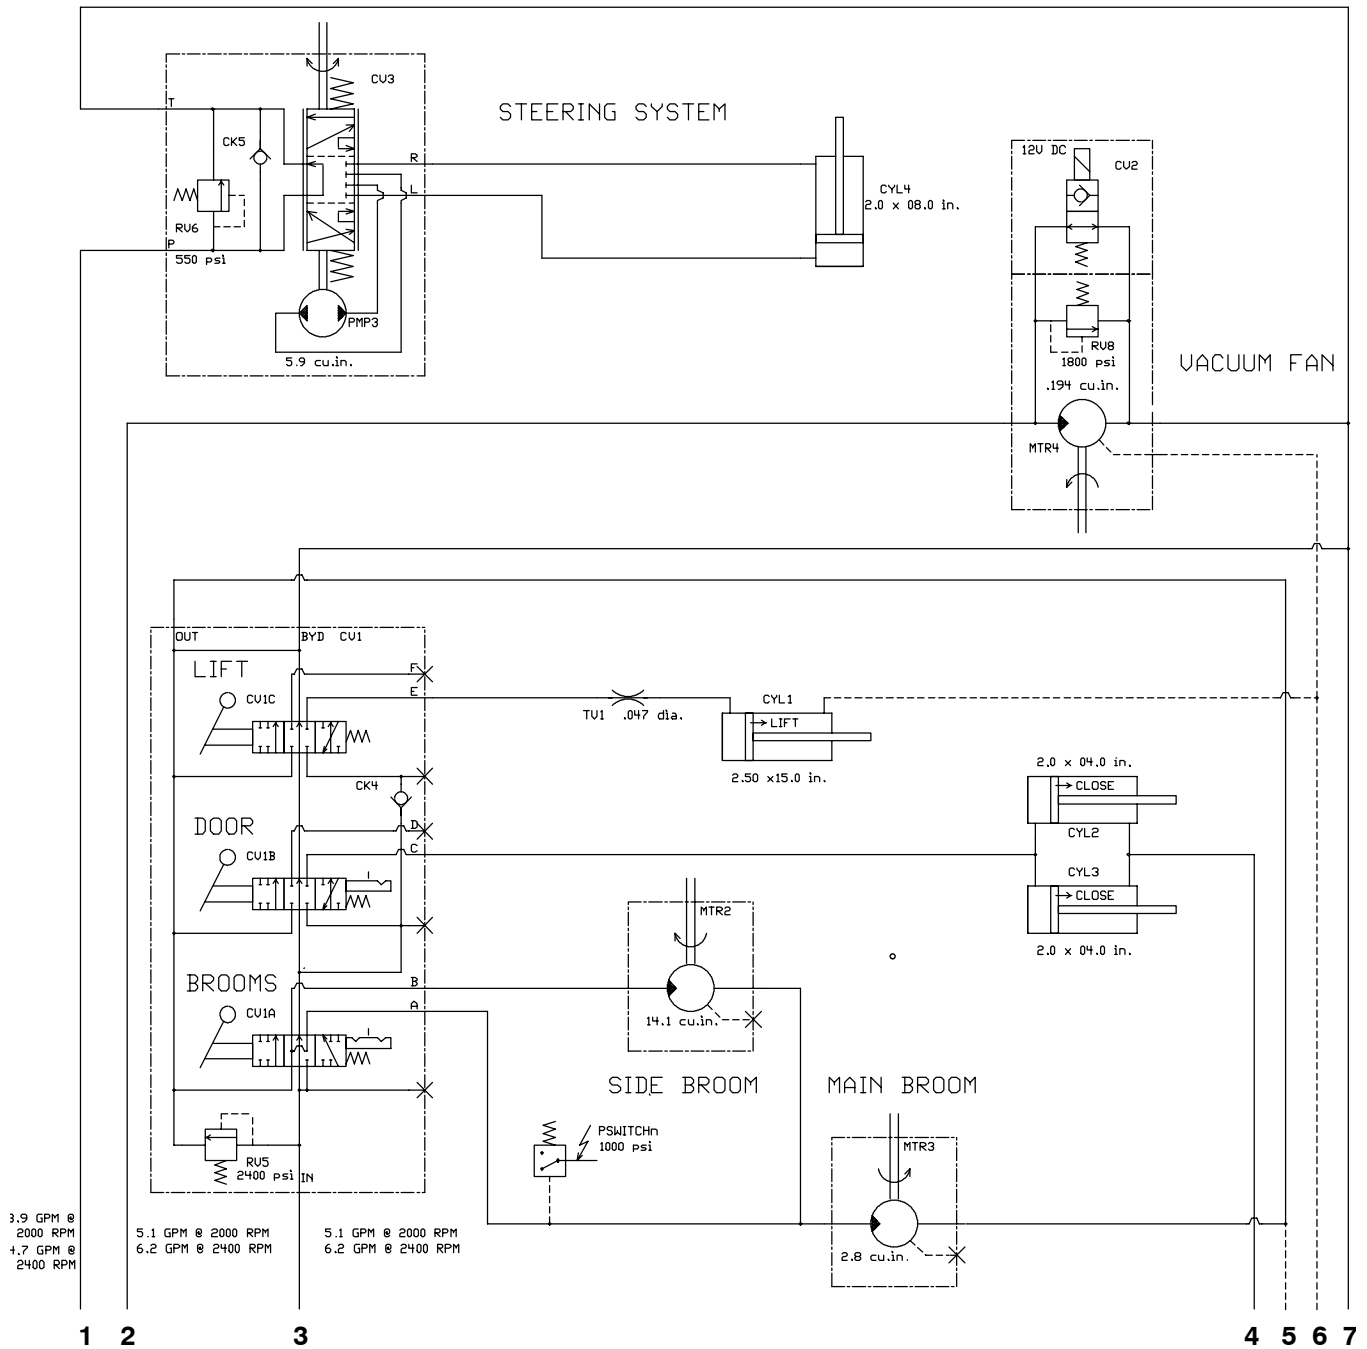 CV3
STEERING SYSTEM
T
CK5
R
L
RV6
P
550 psi
PMP3
5.9 cu.in.
CYL4
2.0 x 08.0 in.
12V DC
CV2
RV8
1800 psi
VACUUM FAN
.194 cu.in.
MTR4
OUT
BYD CV1
LIFT
F
E
CV1C
TV1 .047 dia.
CYL1
LIFT
2.50 x15.0 in.
CK4
2.0 x 04.0 in.
CLOSE
CYL2
DOOR
D
C
CV1B
CYL3
CLOSE
2.0 x 04.0 in.
MTR2
BROOMS
B
A
CV1A
14.1 cu.in.
SIDE BROOM
MAIN BROOM
PSWITCHn
1000 psi
MTR3
RV5
2400 psi IN
2.8 cu.in.
3.9 GPM @
2000 RPM
4.7 GPM @
2400 RPM
5.1 GPM @ 2000 RPM
6.2 GPM @ 2400 RPM
5.1 GPM @ 2000 RPM
6.2 GPM @ 2400 RPM
1 2 3 4 5 6 7